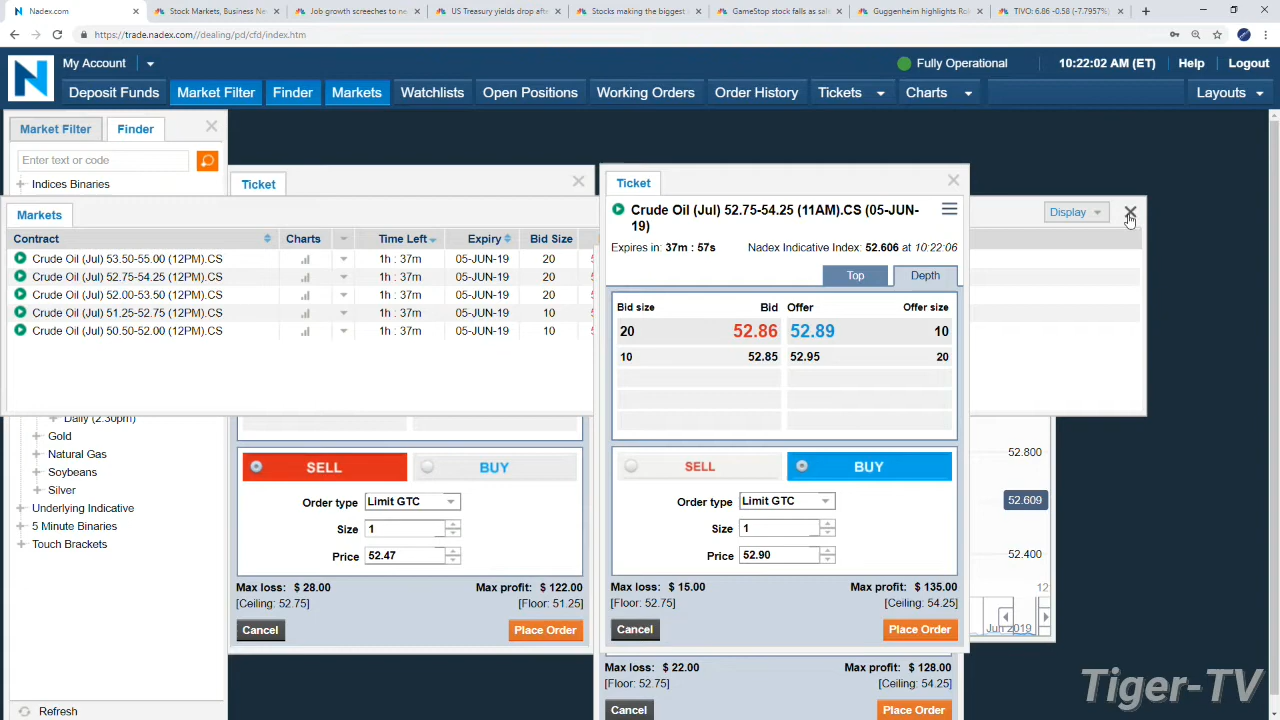 Nadex.com
Stock Markets, Business Ne
Job growth screeches to ne
US Treasury yields drop afte
Stocks making the biggest
GameStop stock falls as sal
Guggenheim highlights Ro
TIVO: 6.86 -0.58 (-7.7957%)
https://trade.nadex.com//dealing/pd/cfd/index.htm
N
My Account
Fully Operational
10:22:02 AM (ET)
Help
Logout
Deposit Funds
Market Filter
Finder
Markets
Watchlists
Open Positions
Working Orders
Order History
Tickets
Charts
Layouts
Market Filter
Finder
Enter text or code
Indices Binaries
Ticket
Markets
Contract Charts Time Left Expiry Bid Size
Crude Oil (Jul) 53.50-55.00 (12PM).CS 1h : 37m 05-JUN-19 20
Crude Oil (Jul) 52.75-54.25 (12PM).CS 1h : 37m 05-JUN-19 20
Crude Oil (Jul) 52.00-53.50 (12PM).CS 1h : 37m 05-JUN-19 20
Crude Oil (Jul) 51.25-52.75 (12PM).CS 1h : 37m 05-JUN-19 10
Crude Oil (Jul) 50.50-52.00 (12PM).CS 1h : 37m 05-JUN-19 10
Display
Daily (2:30pm)
Gold
Natural Gas
Soybeans
Silver
Underlying Indicative
5 Minute Binaries
Touch Brackets
Refresh
SELL
BUY
Order type Limit GTC
Size 1
Price 52.47
Max loss: $ 28.00 Max profit: $ 122.00
[Ceiling: 52.75] [Floor: 51.25]
Cancel
Place Order
Ticket
Crude Oil (Jul) 52.75-54.25 (11AM).CS (05-JUN-
19)
Expires in: 37m : 57s Nadex Indicative Index: 52.606 at 10:22:06
Top
Depth
Bid size Bid Offer Offer size
20 52.86 52.89 10
10 52.85 52.95 20
SELL
BUY
Order type Limit GTC
Size 1
Price 52.90
Max loss: $ 15.00 Max profit: $ 135.00
[Floor: 52.75] [Ceiling: 54.25]
Cancel
Place Order
Max loss: $ 22.00 Max profit: $ 128.00
[Floor: 52.75] [Ceiling: 54.25]
Cancel
Place Order
52.800
52.609
52.400
12
Jun 2019
Tiger-TV